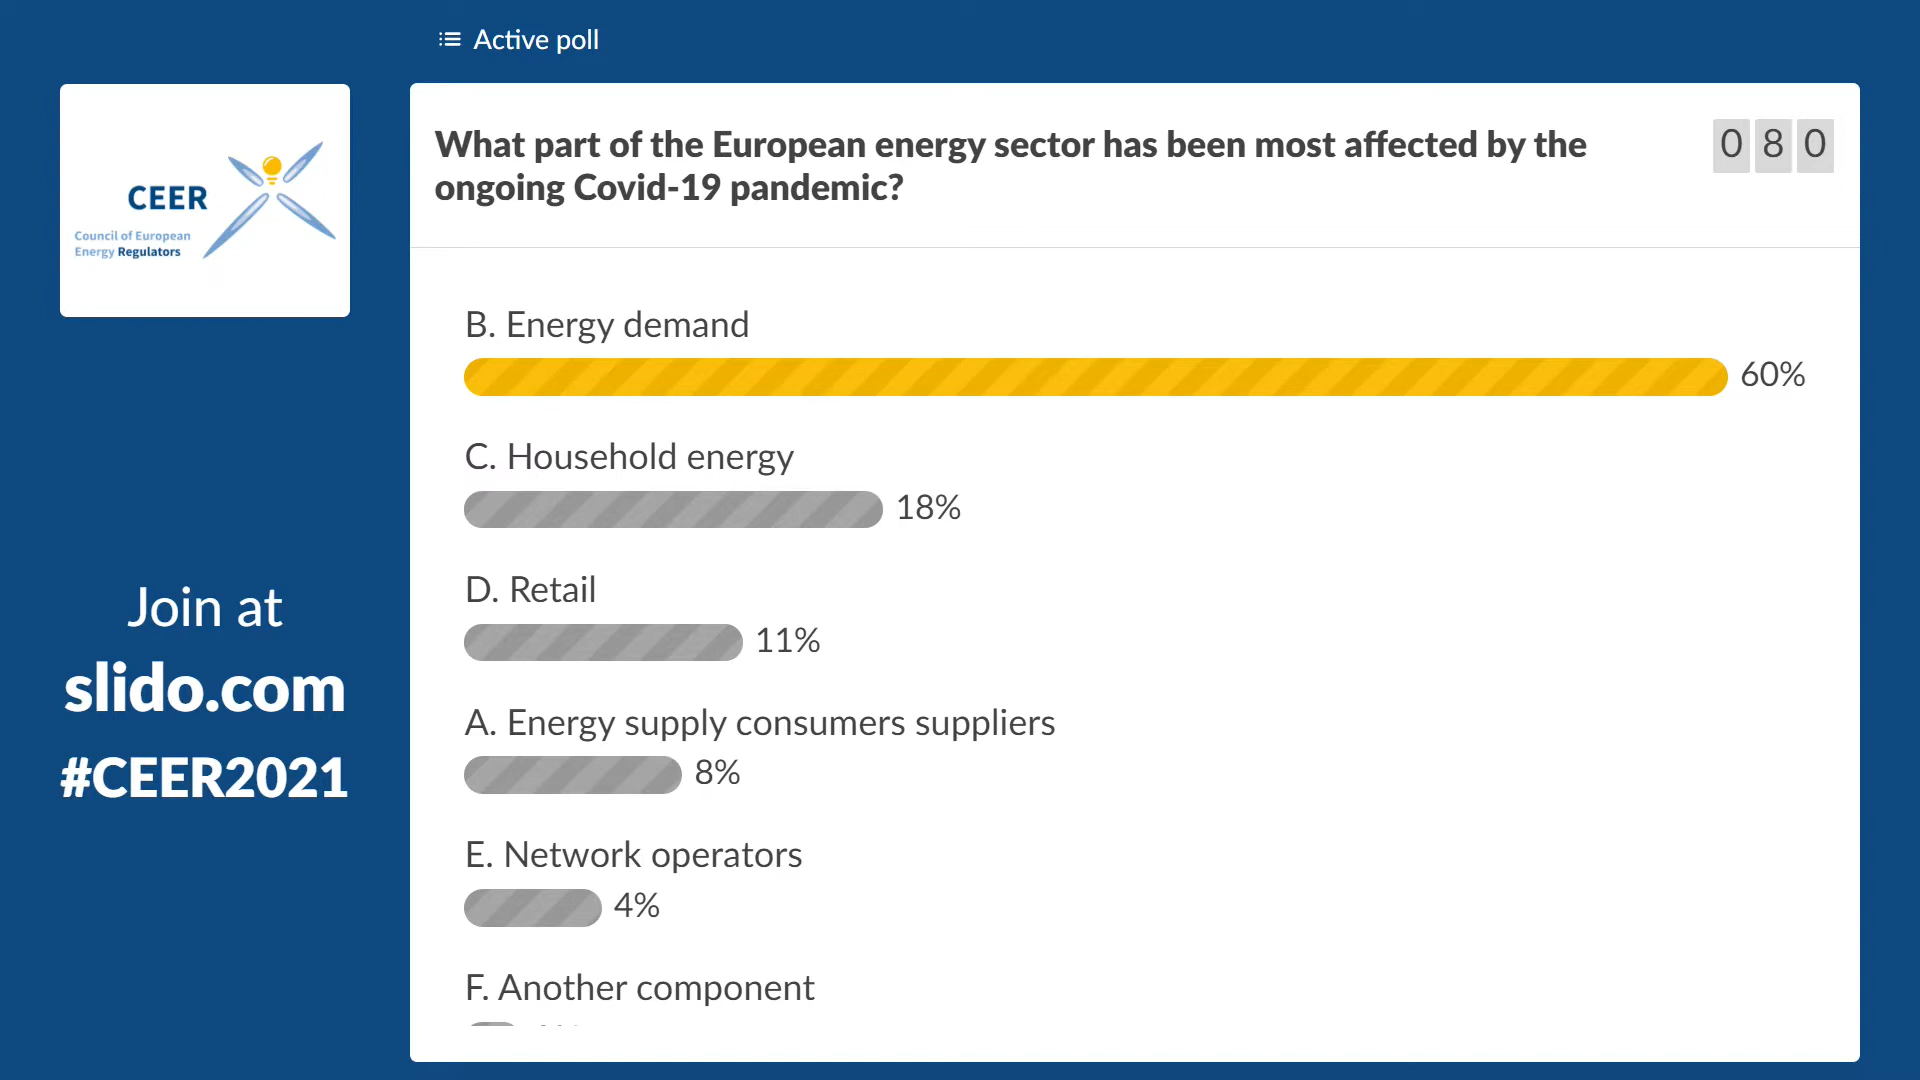 Active poll
CEER
Council of European
Energy Regulators
What part of the European energy sector has been most affected by the
ongoing Covid-19 pandemic?
080
B. Energy demand
60%
C. Household energy
18%
D. Retail
11%
A. Energy supply consumers suppliers
8%
E. Network operators
4%
F. Another component
Join at
slido.com
#CEER2021